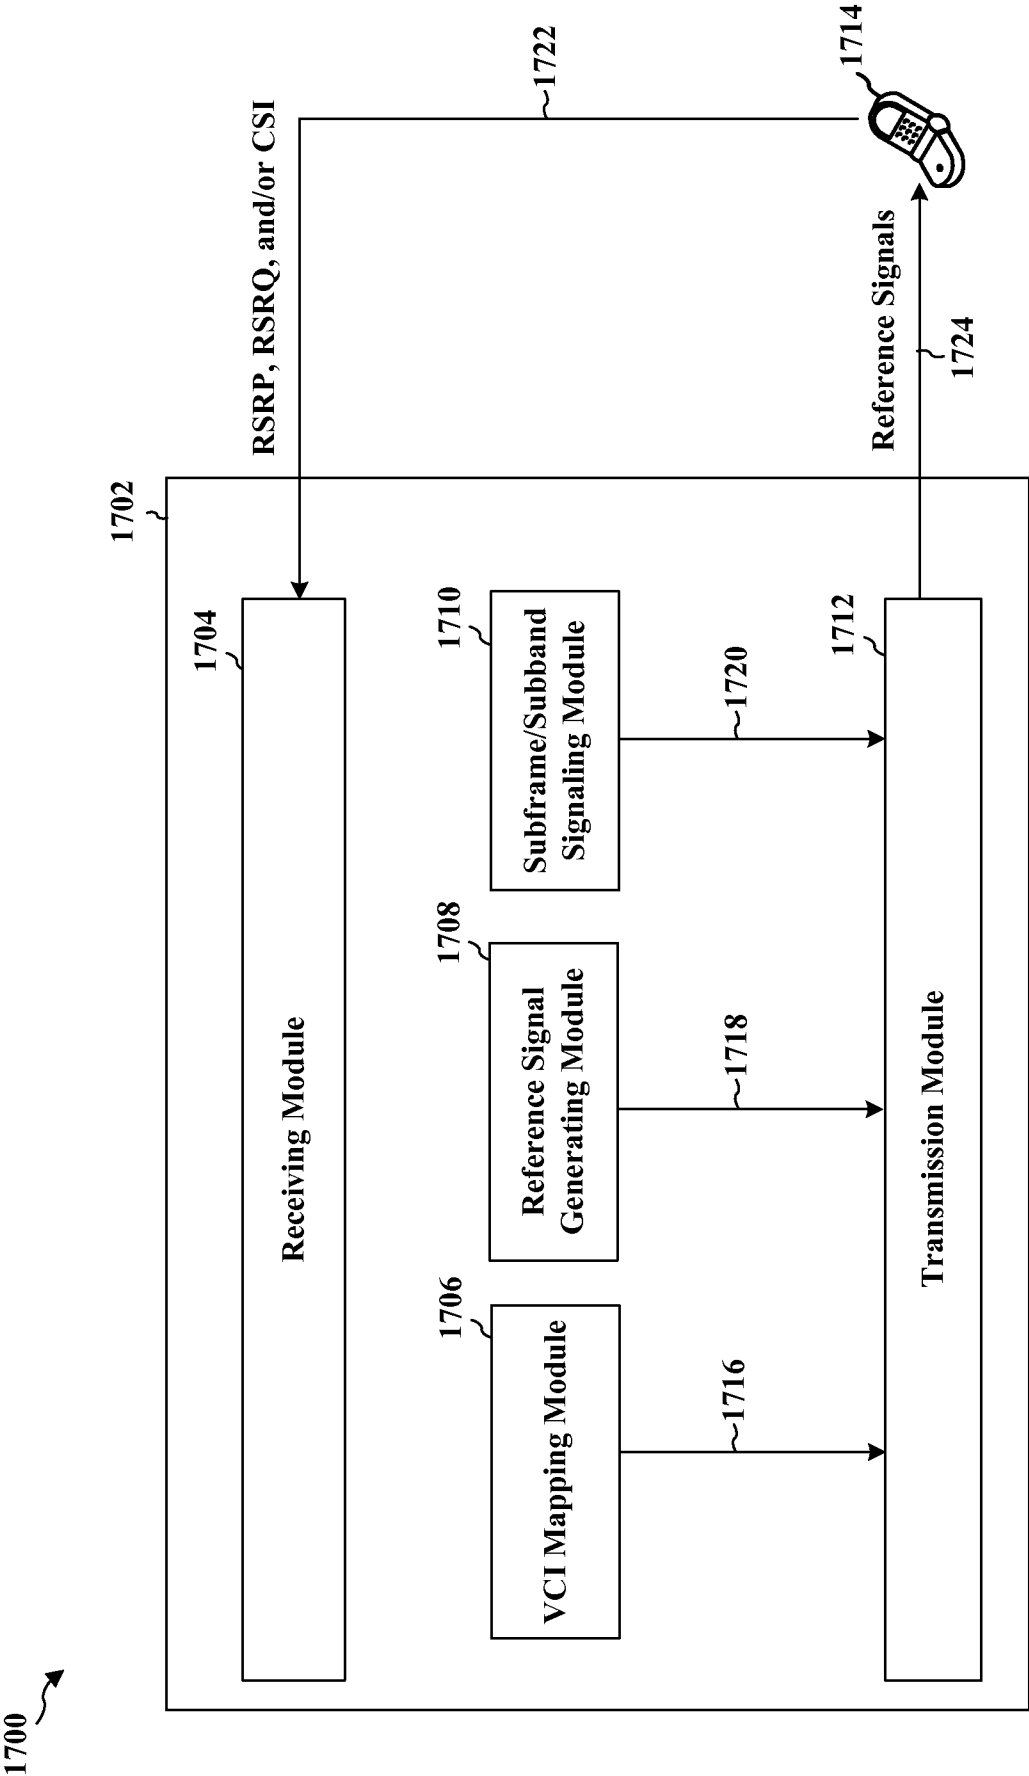 1700
1702
RSRP, RSRQ, and/or CSI
1722
1704
Receiving Module
1706
VCI Mapping Module
1708
Reference Signal
Generating Module
1710
Subframe/Subband
Signaling Module
1716
1718
1720
1712
Transmission Module
Reference Signals
1724
1714